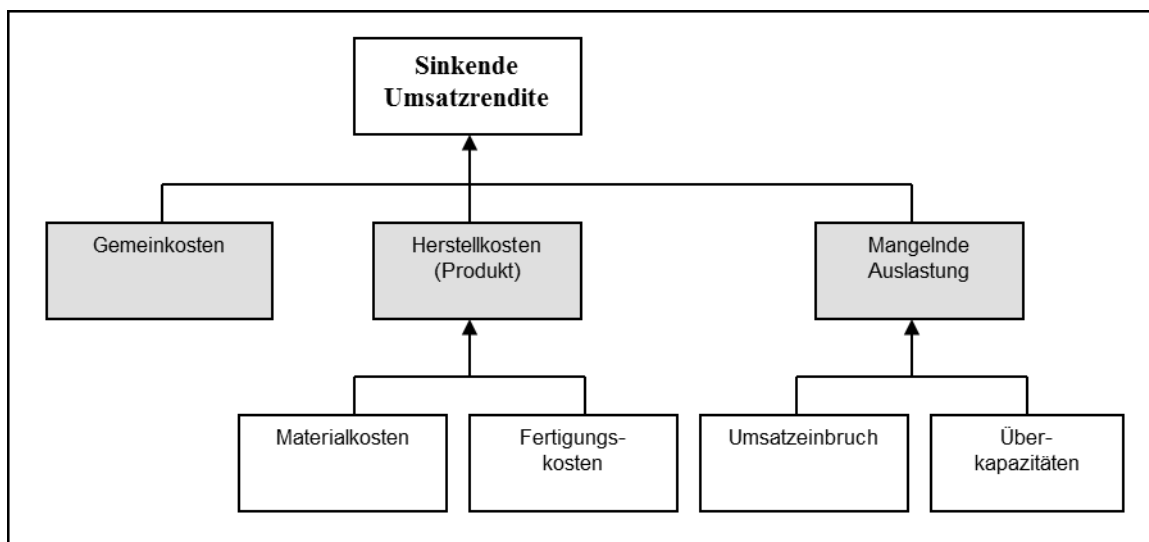 Sinkende
Umsatzrendite
Gemeinkosten
Herstellkosten
(Produkt)
Mangelnde
Auslastung
Materialkosten
Fertigungs-
kosten
Umsatzeinbruch
Über-
kapazitäten